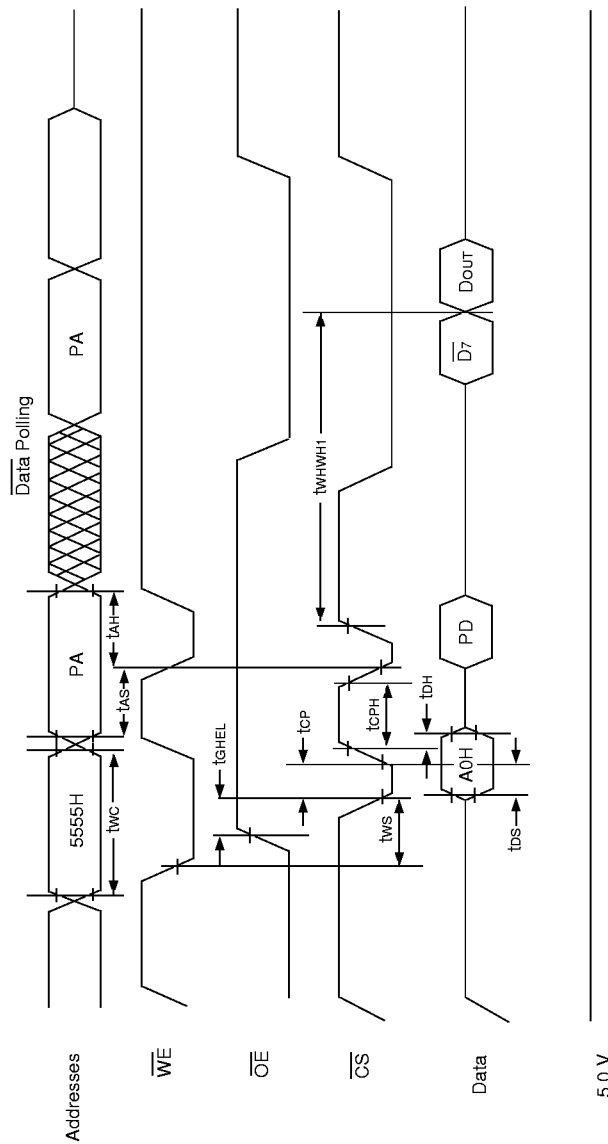 Data Polling
Addresses
5555H
PA
PA
tWC
tAS
tAH
WE
OE
tGHEL
CS
tWS
tCP
tCPH
tWHWH1
tDH
Data
A0H
PD
D7
DOUT
tDS
5.0 V